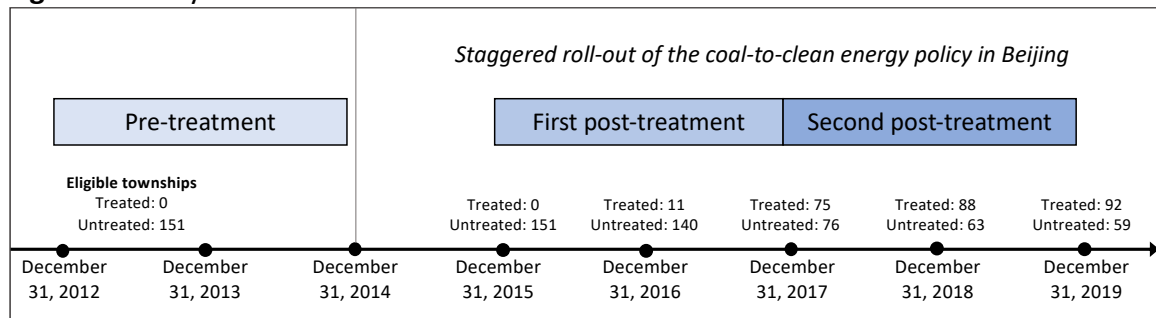 Staggered roll-out of the coal-to-clean energy policy in Beijing
Pre-treatment
First post-treatment
Second post-treatment
Eligible townships
Treated: 0
Untreated: 151
Treated: 0
Untreated: 151
Treated: 11
Untreated: 140
Treated: 75
Untreated: 76
Treated: 88
Untreated: 63
Treated: 92
Untreated: 59
December
31, 2012
December
31, 2013
December
31, 2014
December
31, 2015
December
31, 2016
December
31, 2017
December
31, 2018
December
31, 2019